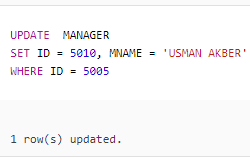 UPDATE  MANAGER
SET ID = 5010, MNAME = 'USMAN AKBER'
WHERE ID = 5005
1 row(s) updated.